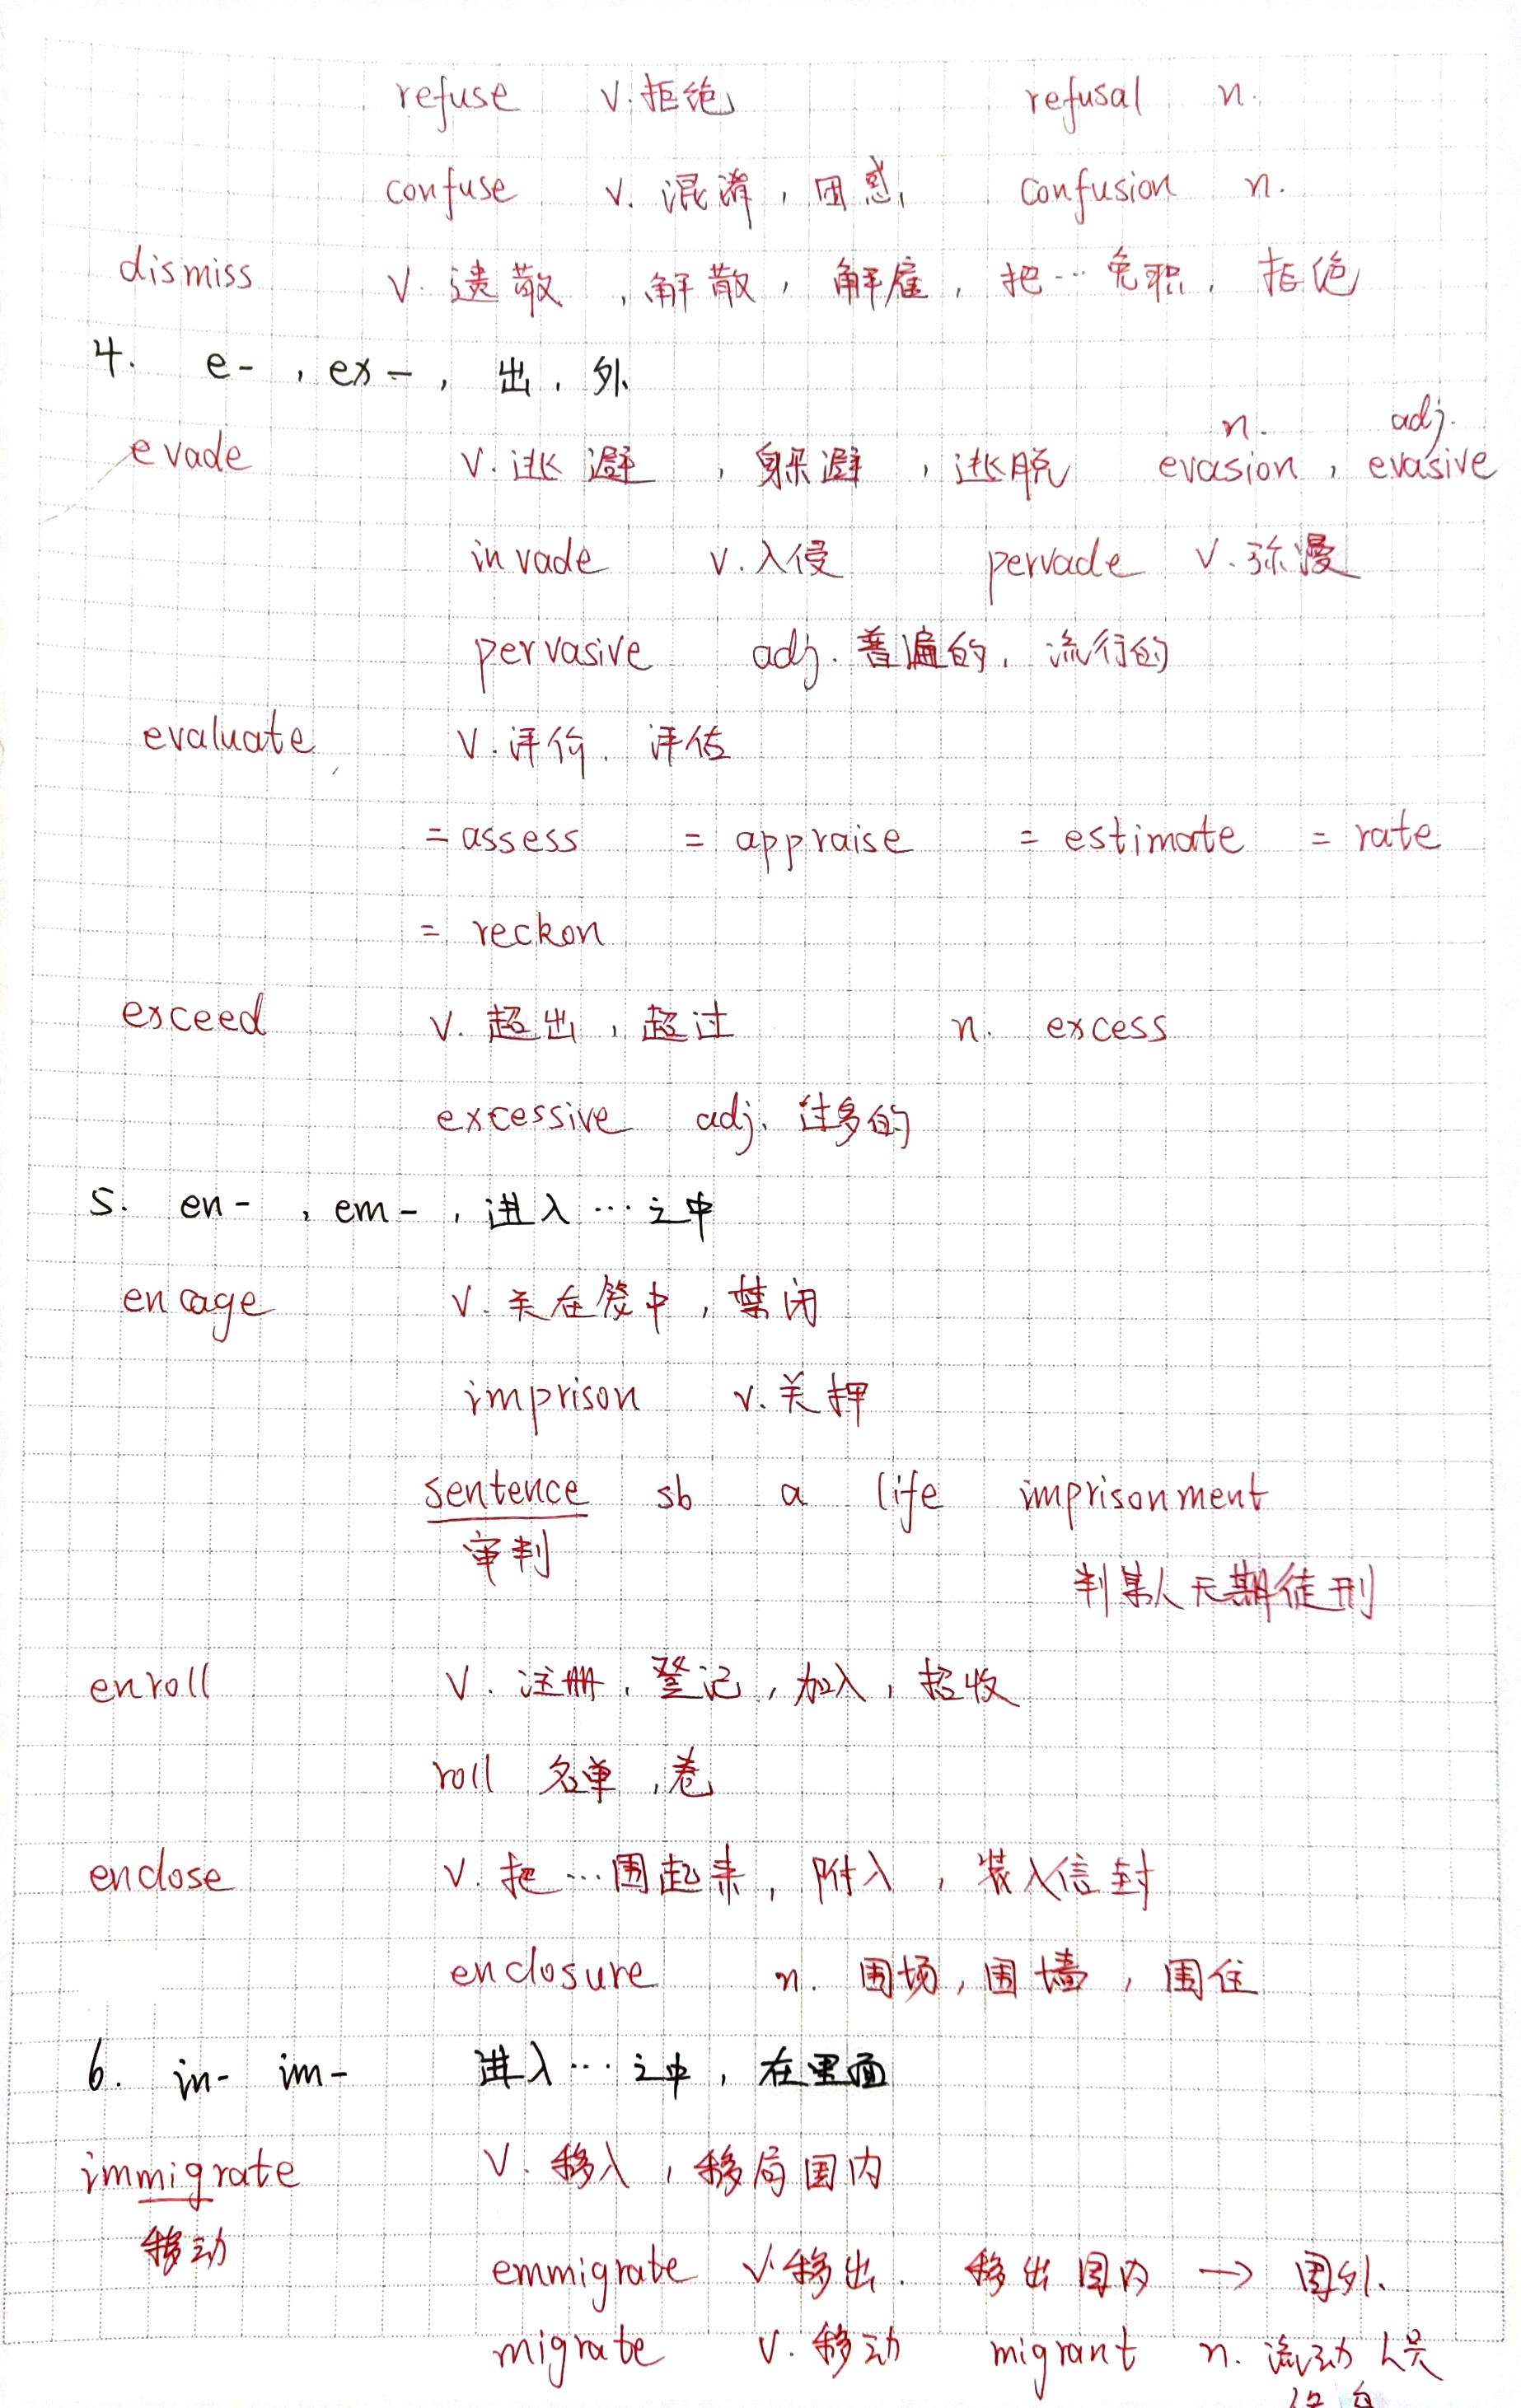 refuse v.拒绝 refusal n.
confuse v. 混淆，困惑， confusion n.
dismiss v. 遣散，解散，解雇，把…免职，拒绝
4. e-，ex-，出，外
n. adj.
evade v.逃避，躲避，逃脱 evasion，evasive
invade v.入侵 pervade v.弥漫
pervasive adj.普遍的，流行的
evaluate v.评价，评估
= assess = appraise = estimate = rate
= reckon
exceed v. 超出，超过 n. excess
excessive adj. 过多的
5. en-，em-，进入…之中
encage v. 关在笼中，禁闭
imprison v.关押
sentence sb a life imprisonment
审判
判某人无期徒刑
enroll v. 注册，登记，加入，招收
roll 名单，卷
enclose v. 把…围起来，附入，装入信封
enclosure n. 围场，围墙，围住
6. in- im- 进入…之中，在里面
immigrate v. 移入，移局国内
移动
emmigrate v.移出. 移出国内 → 国外.
migrate v. 移动 migrant n. 流动人员